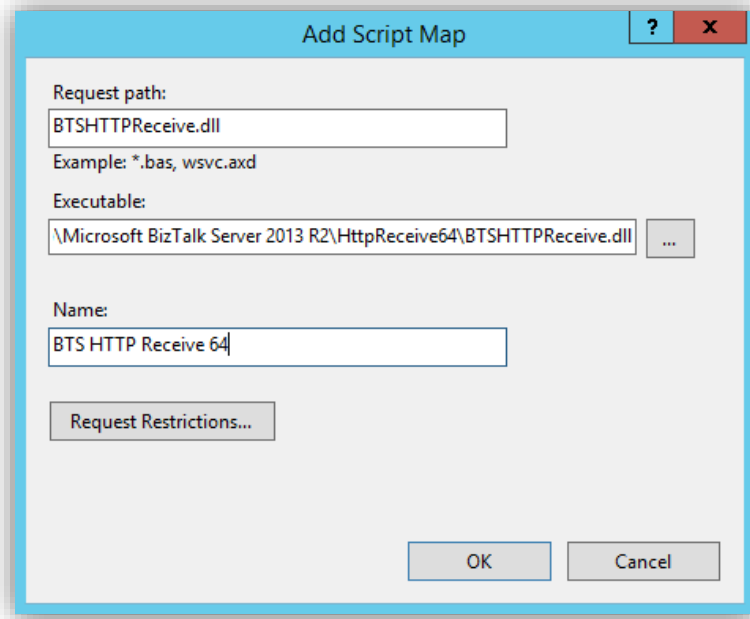 Add Script Map
? x
Request path:
BTSHTTPReceive.dll
Example: *.bas, wsvc.axd
Executable:
\Microsoft BizTalk Server 2013 R2\HttpReceive64\BTSHTTPReceive.dll
...
Name:
BTS HTTP Receive 64
Request Restrictions...
OK Cancel